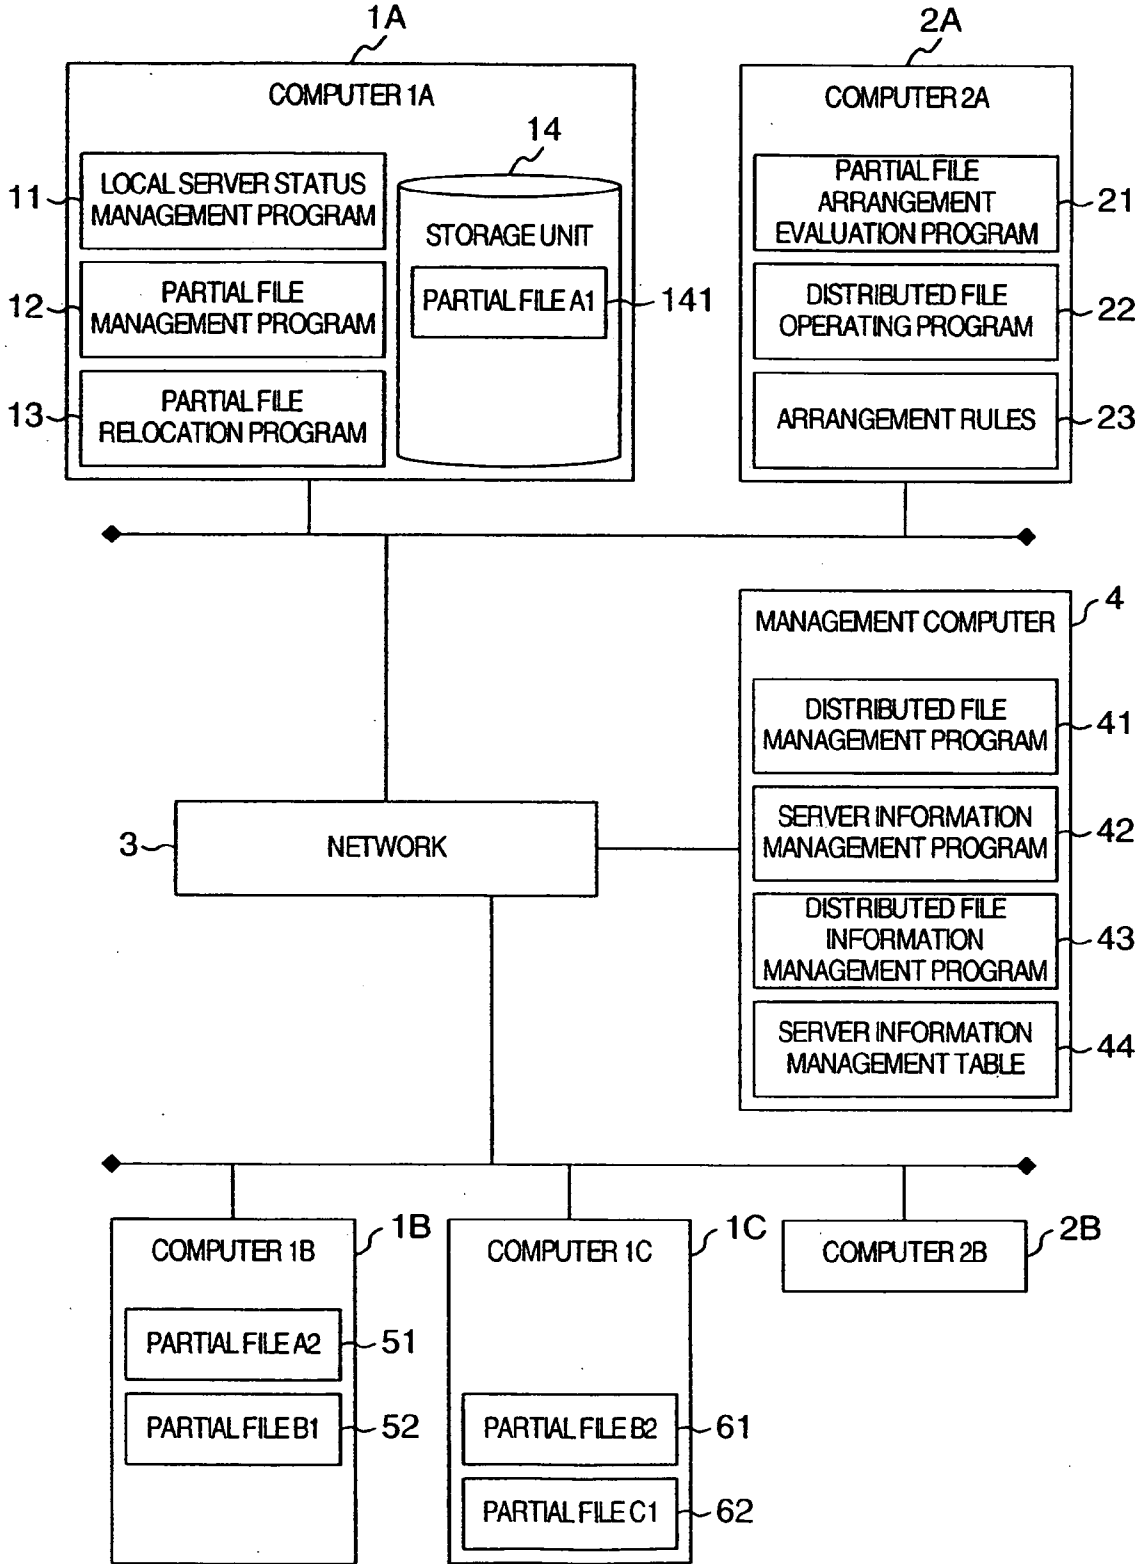 1A
COMPUTER 1A
14
11
LOCAL SERVER STATUS
MANAGEMENT PROGRAM
STORAGE UNIT
12
PARTIAL FILE
MANAGEMENT PROGRAM
PARTIAL FILE A1
141
13
PARTIAL FILE
RELOCATION PROGRAM
2A
COMPUTER 2A
PARTIAL FILE
ARRANGEMENT
EVALUATION PROGRAM
21
DISTRIBUTED FILE
OPERATING PROGRAM
22
ARRANGEMENT RULES
23
4
MANAGEMENT COMPUTER
DISTRIBUTED FILE
MANAGEMENT PROGRAM
41
SERVER INFORMATION
MANAGEMENT PROGRAM
42
DISTRIBUTED FILE
INFORMATION
MANAGEMENT PROGRAM
43
SERVER INFORMATION
MANAGEMENT TABLE
44
3
NETWORK
1B
COMPUTER 1B
PARTIAL FILE A2
51
PARTIAL FILE B1
52
1C
COMPUTER 1C
PARTIAL FILE B2
61
PARTIAL FILE C1
62
2B
COMPUTER 2B